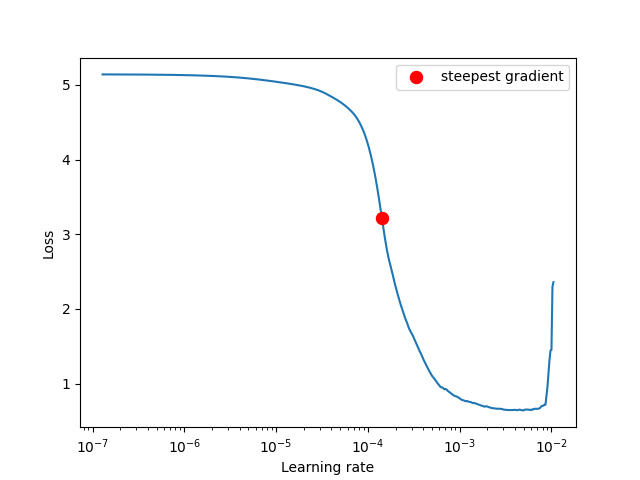 steepest gradient
5
4
3
2
1
Loss
10⁻⁷ 10⁻⁶ 10⁻⁵ 10⁻⁴ 10⁻³ 10⁻²
Learning rate